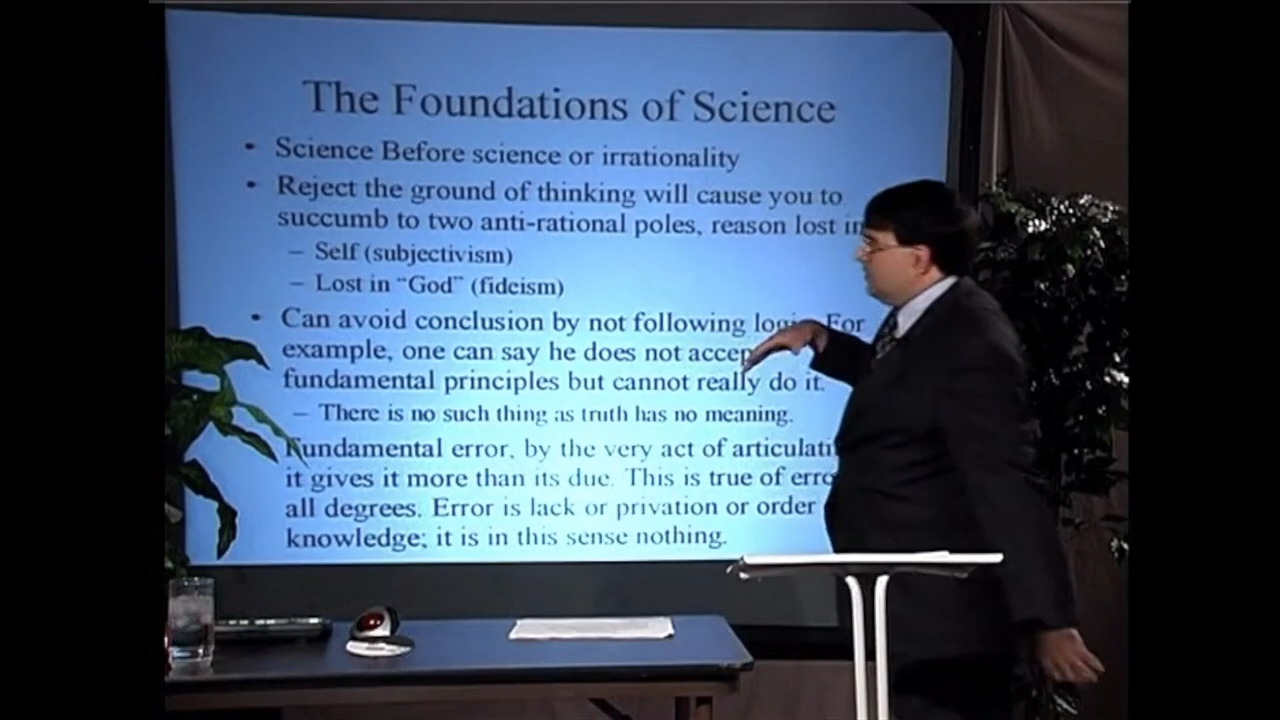 The Foundations of Science
• Science Before science or irrationality
• Reject the ground of thinking will cause you to
succumb to two anti-rational poles, reason lost in
– Self (subjectivism)
– Lost in “God” (fideism)
• Can avoid conclusion by not following For
example, one can say he does not
fundamental principles but cannot really do it.
– There is no such thing as truth has no meaning.
Fundamental error, by the very act of
it gives it more than its due. This is true of
all degrees. Error is lack or privation or order
knowledge; it is in this sense nothing.